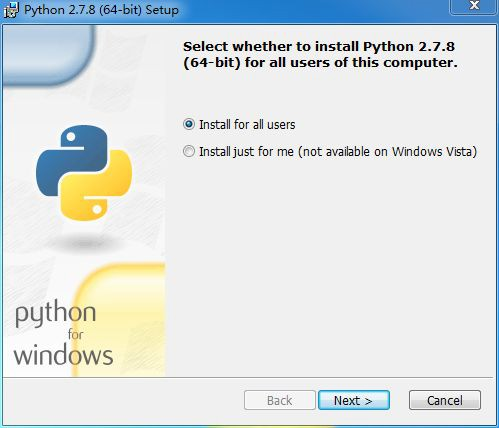 Python 2.7.8 (64-bit) Setup
Select whether to install Python 2.7.8
(64-bit) for all users of this computer.
Install for all users
Install just for me (not available on Windows Vista)
python
for
windows
Back
Next >
Cancel